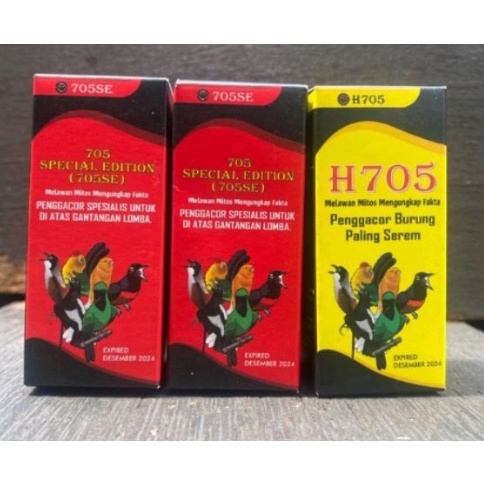 705SE
705
SPECIAL EDITION
(705SE)
Melawan Mitos Mengungkap Fakta
PENGGACOR SPESIALIS UNTUK
DI ATAS GANTANGAN LOMBA.
EXPIRED
DESEMBER 2024
705SE
705
SPECIAL EDITION
(705SE)
Melawan Mitos Mengungkap Fakta
PENGGACOR SPESIALIS UNTUK
DI ATAS GANTANGAN LOMBA.
EXPIRED
DESEMBER 2024
H705
H705
Melawan Mitos Mengungkap Fakta
Penggacor Burung
Paling Serem
EXPIRED
DESEMBER 2024